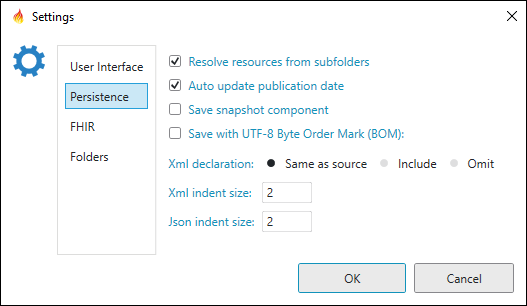 Settings
User Interface
Persistence
FHIR
Folders
Resolve resources from subfolders
Auto update publication date
Save snapshot component
Save with UTF-8 Byte Order Mark (BOM):
Xml declaration: Same as source Include Omit
Xml indent size: 2
Json indent size: 2
OK Cancel